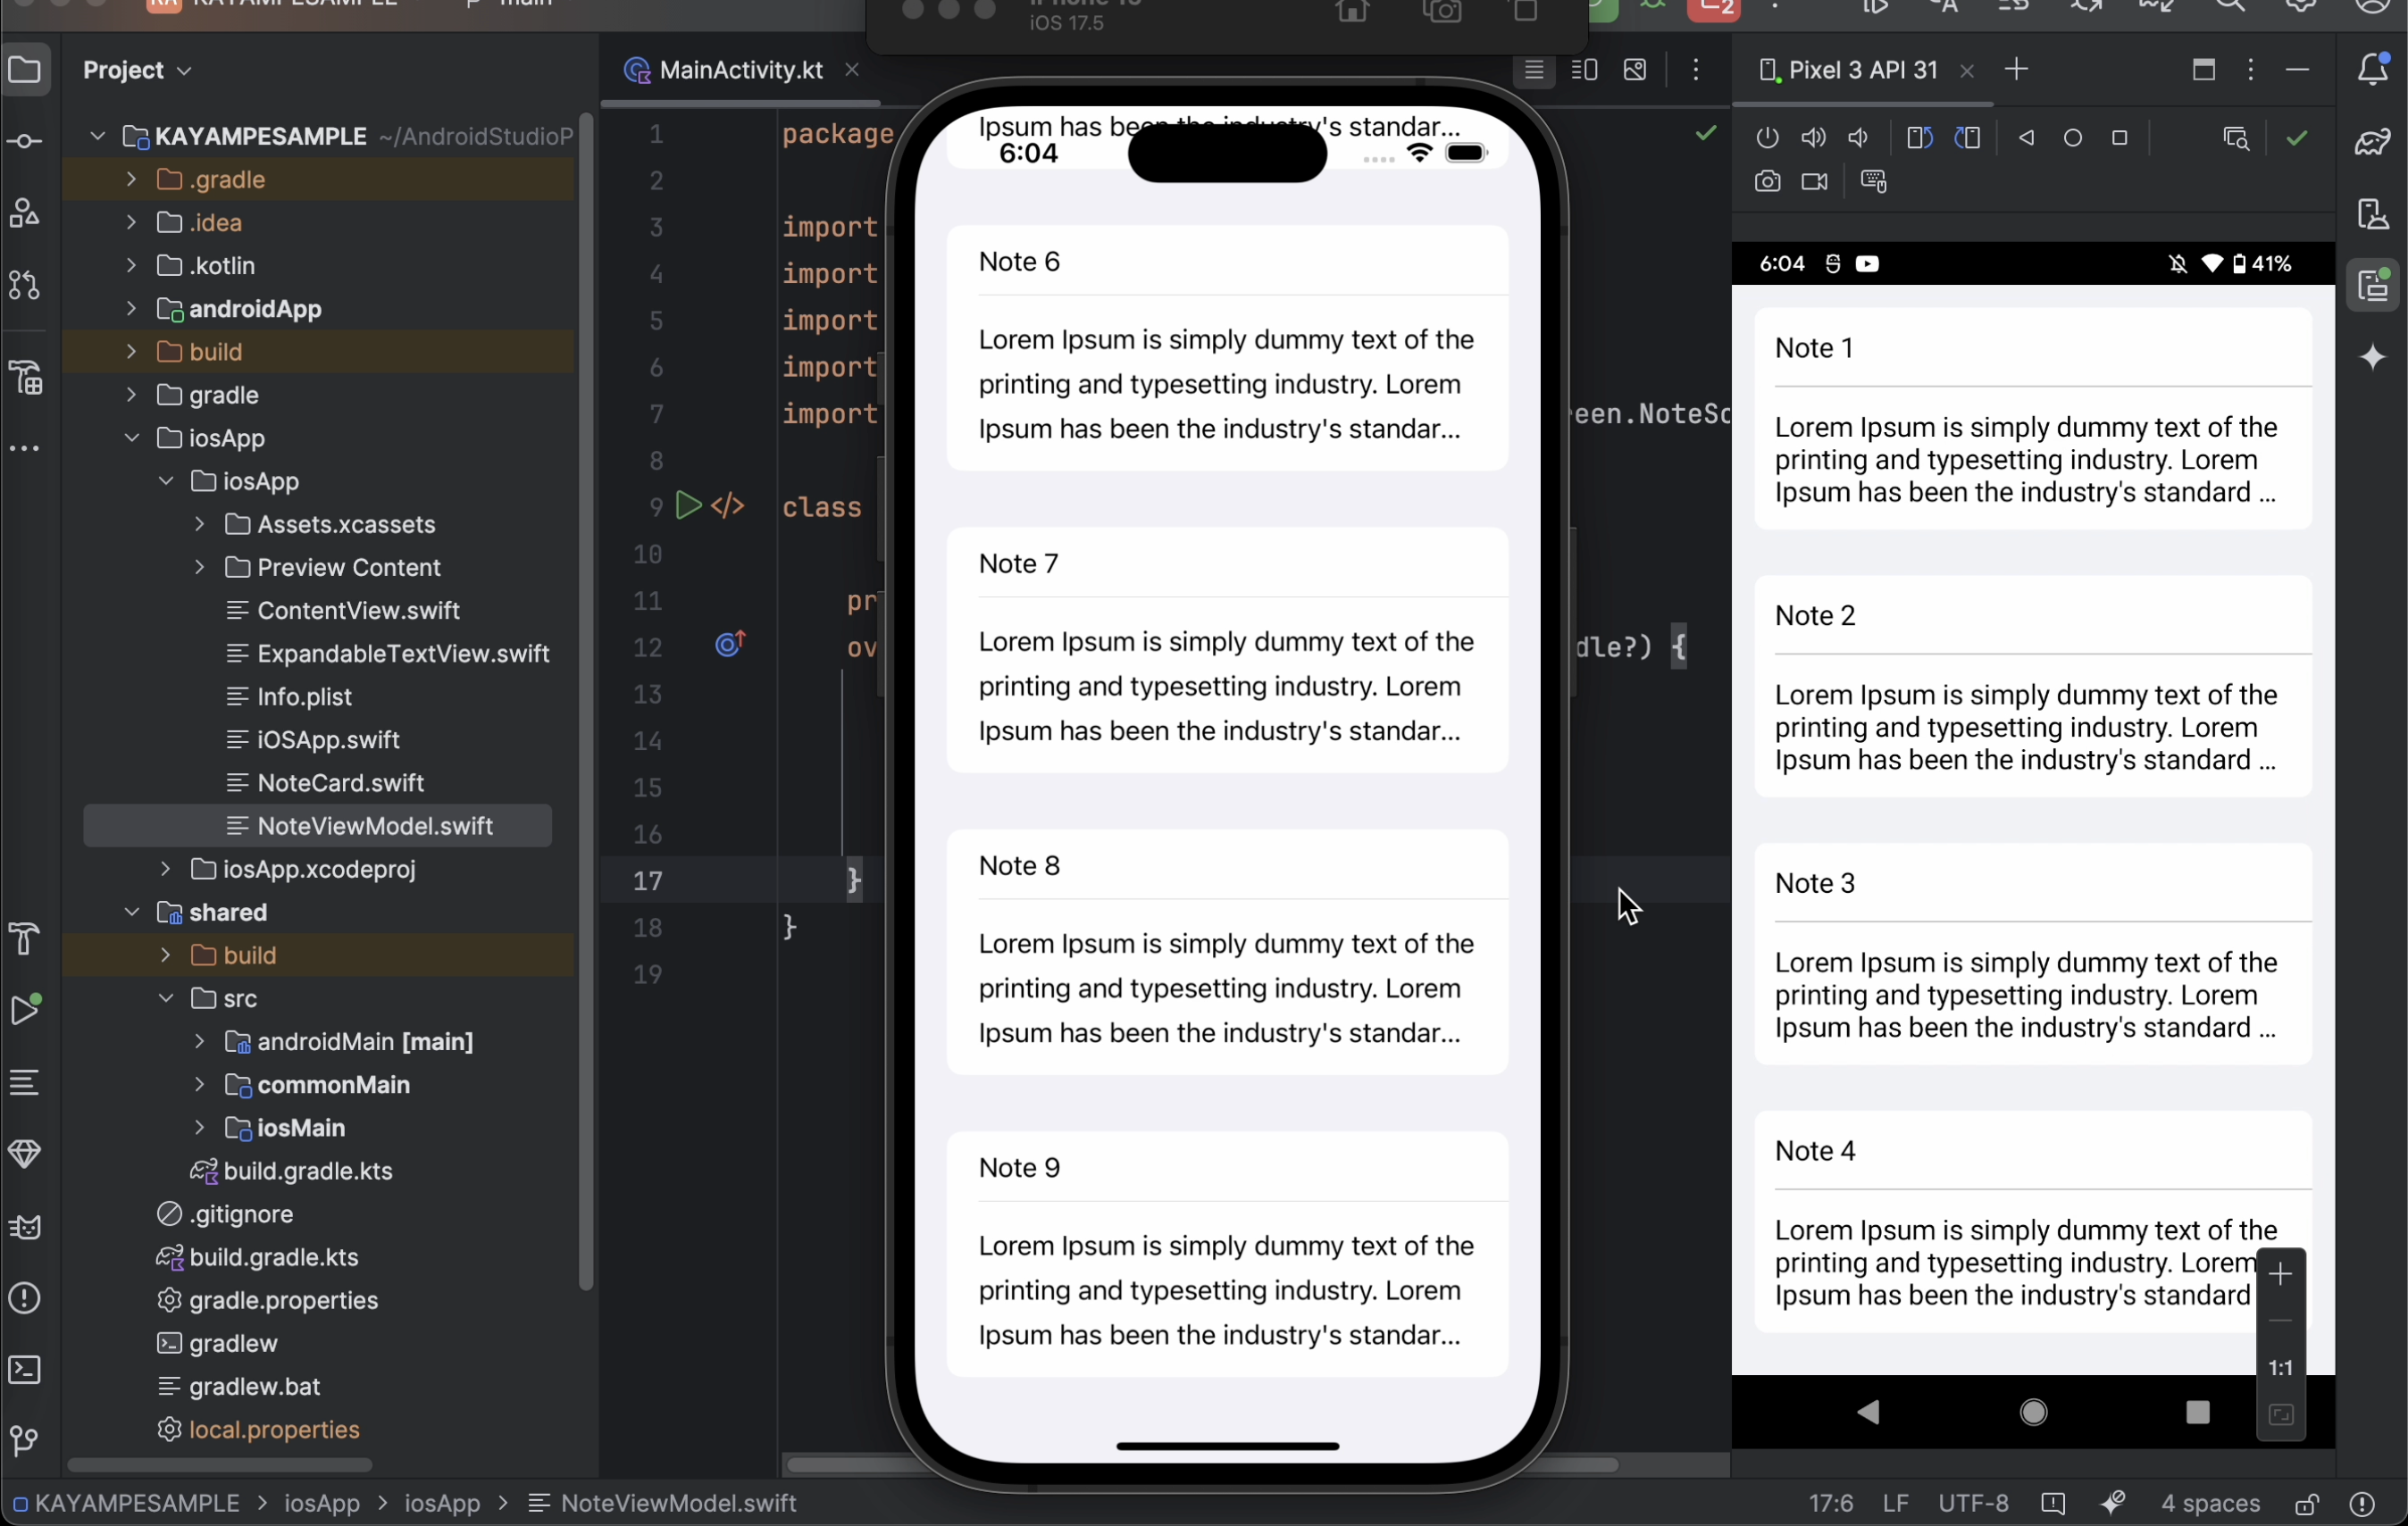 KAYAMPESAMPLE
main
iOS 17.5
2
Project
MainActivity.kt
Pixel 3 API 31
KAYAMPESAMPLE ~/AndroidStudioP
.gradle
.idea
.kotlin
androidApp
build
gradle
iosApp
iosApp
Assets.xcassets
Preview Content
ContentView.swift
ExpandableTextView.swift
Info.plist
iOSApp.swift
NoteCard.swift
NoteViewModel.swift
iosApp.xcodeproj
shared
build
src
androidMain [main]
commonMain
iosMain
build.gradle.kts
.gitignore
build.gradle.kts
gradle.properties
gradlew
gradlew.bat
local.properties
1 package
2
3 import
4 import
5 import
6 import
7 import een.NoteSc
8
9 class
10
11 pr
12 ov dle?) {
13
14
15
16
17 }
18 }
19
Ipsum has been the industry's standar...
6:04
Note 6
Lorem Ipsum is simply dummy text of the
printing and typesetting industry. Lorem
Ipsum has been the industry's standar...
Note 7
Lorem Ipsum is simply dummy text of the
printing and typesetting industry. Lorem
Ipsum has been the industry's standar...
Note 8
Lorem Ipsum is simply dummy text of the
printing and typesetting industry. Lorem
Ipsum has been the industry's standar...
Note 9
Lorem Ipsum is simply dummy text of the
printing and typesetting industry. Lorem
Ipsum has been the industry's standar...
6:04 41%
Note 1
Lorem Ipsum is simply dummy text of the
printing and typesetting industry. Lorem
Ipsum has been the industry's standard ...
Note 2
Lorem Ipsum is simply dummy text of the
printing and typesetting industry. Lorem
Ipsum has been the industry's standard ...
Note 3
Lorem Ipsum is simply dummy text of the
printing and typesetting industry. Lorem
Ipsum has been the industry's standard ...
Note 4
Lorem Ipsum is simply dummy text of the
printing and typesetting industry. Lorem
Ipsum has been the industry's standard
1:1
KAYAMPESAMPLE > iosApp > iosApp > NoteViewModel.swift
17:6 LF UTF-8 4 spaces